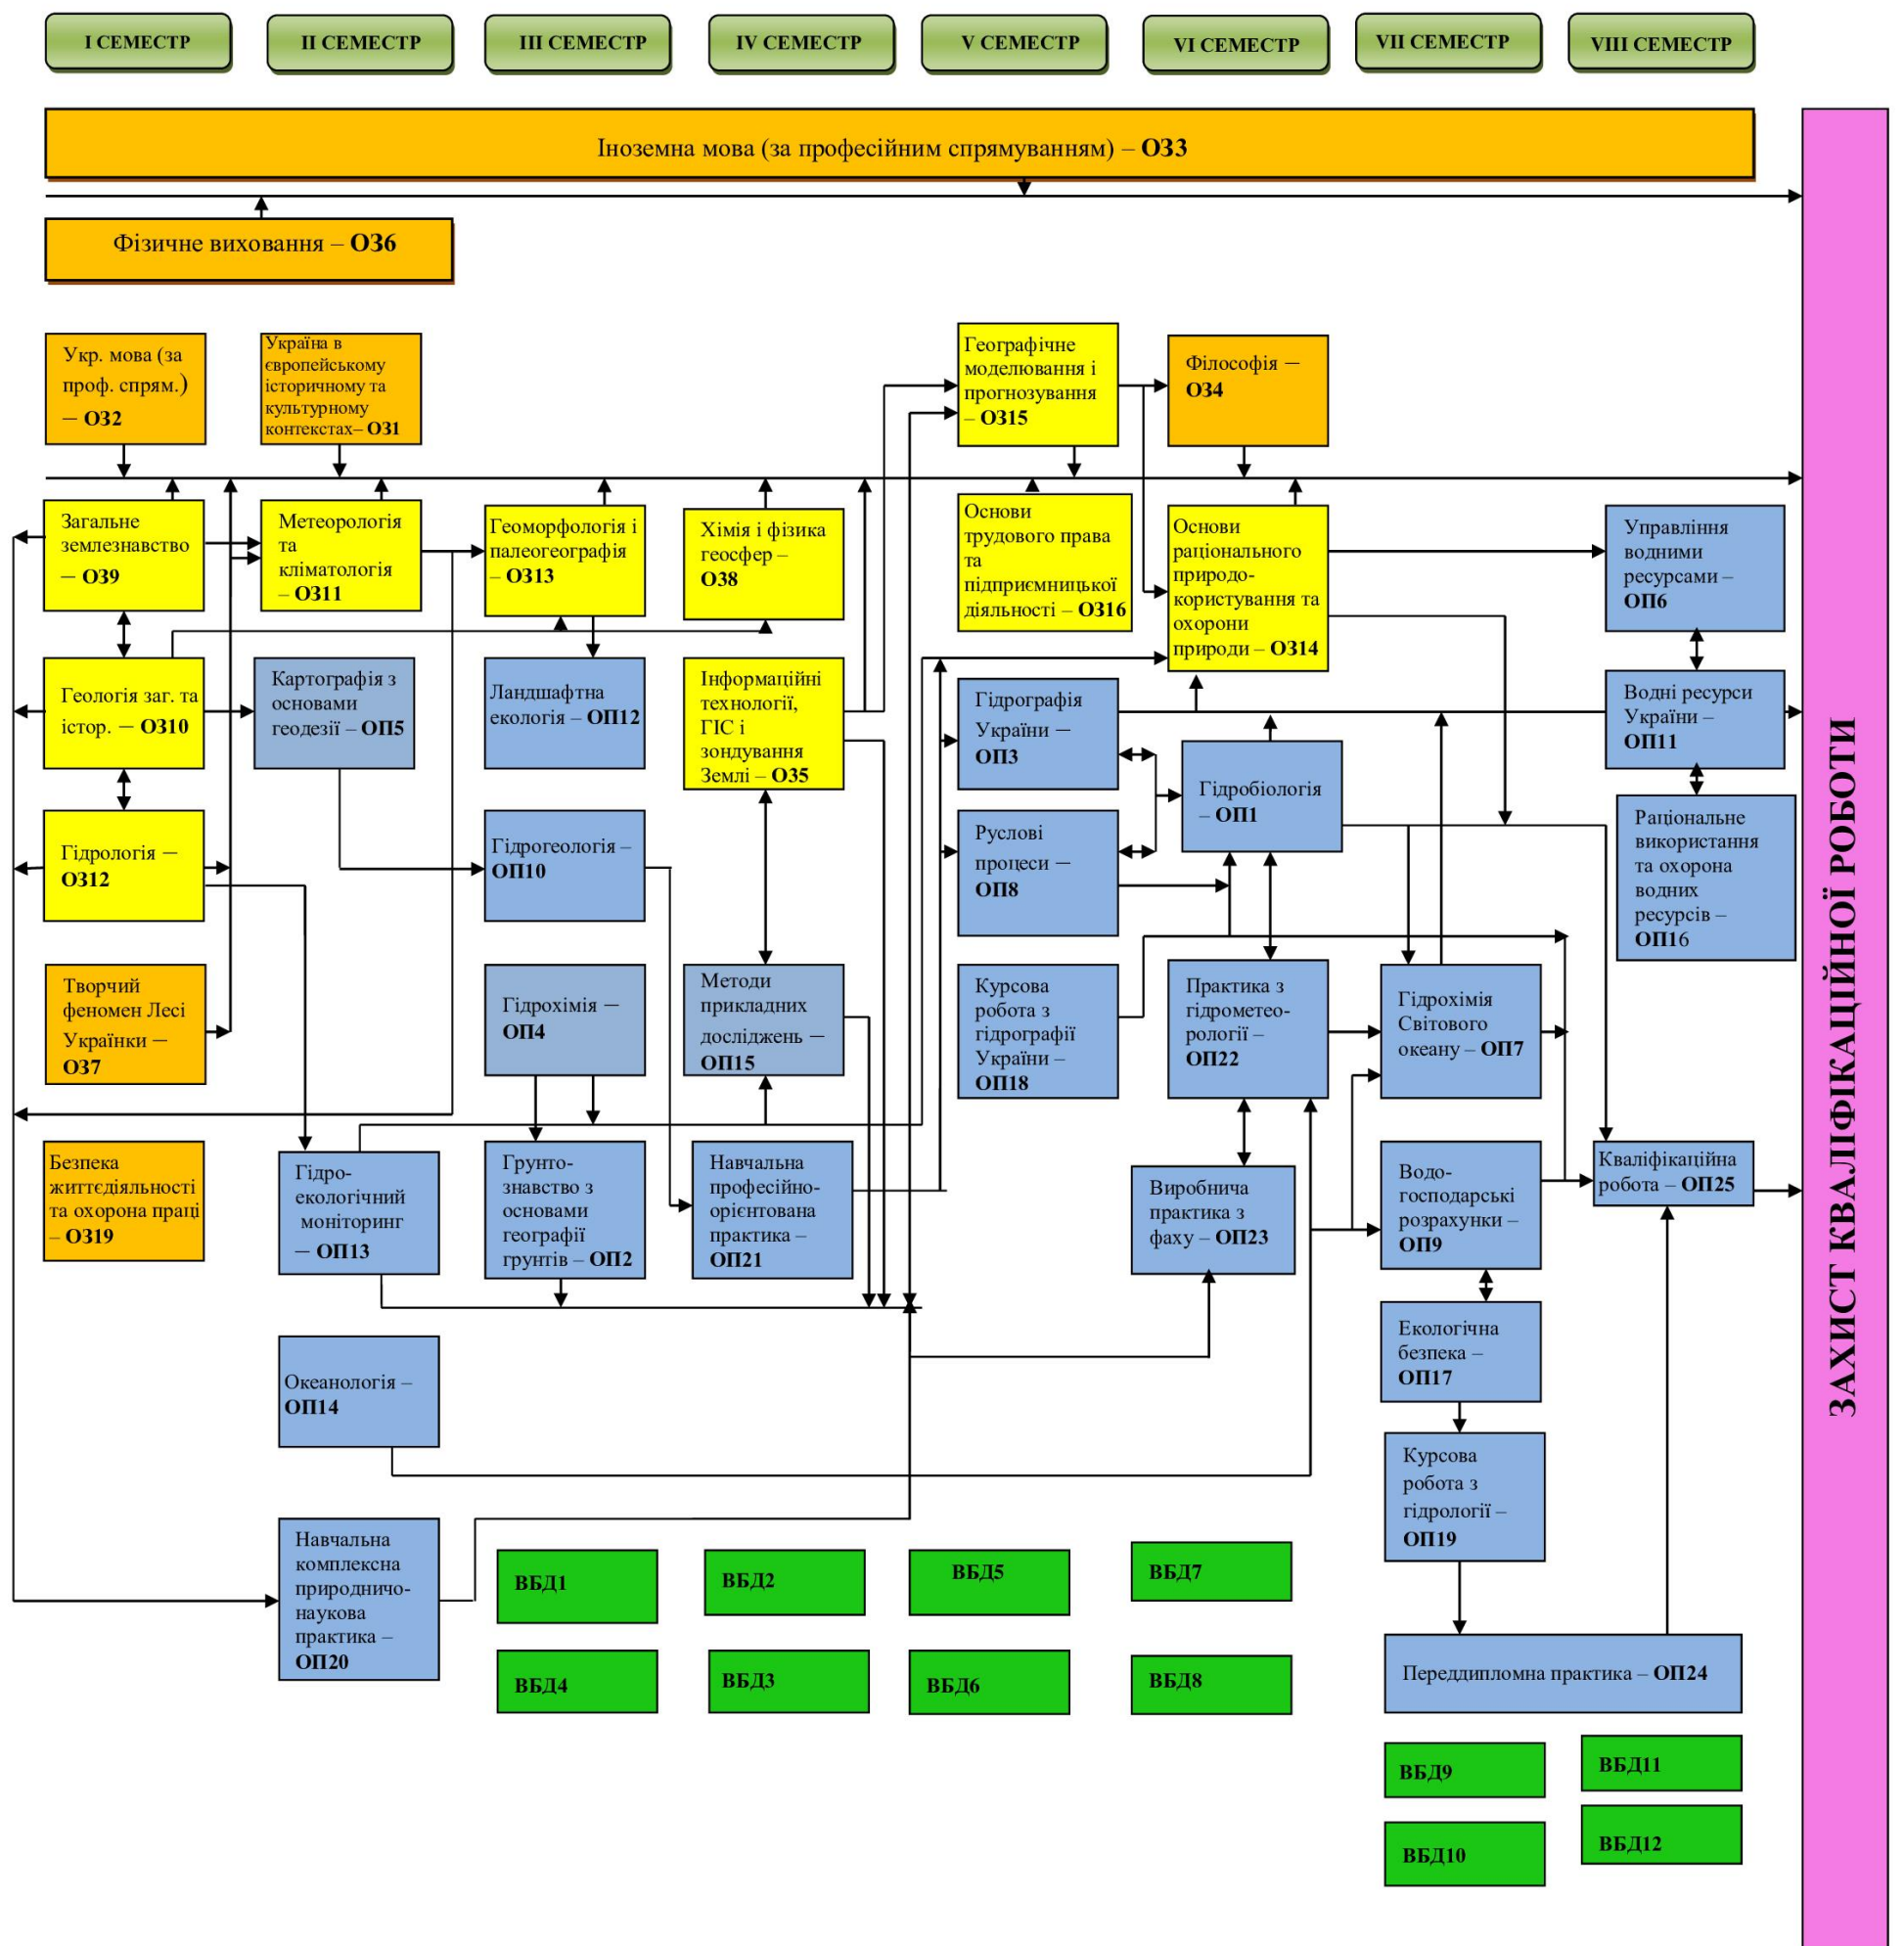 І СЕМЕСТР
ІІ СЕМЕСТР
ІІІ СЕМЕСТР
IV СЕМЕСТР
V СЕМЕСТР
VI СЕМЕСТР
VII СЕМЕСТР
VIII СЕМЕСТР
Іноземна мова (за професійним спрямуванням) – ОЗ3
Фізичне виховання – ОЗ6
Укр. мова (за
проф. спрям.)
– ОЗ2
Україна в
європейському
історичному та
культурному
контекстах– ОЗ1
Географічне
моделювання і
прогнозування
– ОЗ15
Філософія –
ОЗ4
Загальне
землезнавство
– ОЗ9
Метеорологія
та
кліматологія
– ОЗ11
Геоморфологія і
палеогеографія
– ОЗ13
Хімія і фізика
геосфер –
ОЗ8
Основи
трудового права
та
підприємницької
діяльності – ОЗ16
Основи
раціонального
природо-
користування та
охорони
природи – ОЗ14
Управління
водними
ресурсами –
ОП6
Геологія заг. та
істор. – ОЗ10
Картографія з
основами
геодезії – ОП5
Ландшафтна
екологія – ОП12
Інформаційні
технології,
ГІС і
зондування
Землі – ОЗ5
Гідрографія
України –
ОП3
Гідробіологія
– ОП1
Водні ресурси
України –
ОП11
Гідрологія –
ОЗ12
Гідрогеологія –
ОП10
Руслові
процеси –
ОП8
Раціональне
використання
та охорона
водних
ресурсів –
ОП16
Творчий
феномен Лесі
Українки –
ОЗ7
Гідрохімія –
ОП4
Методи
прикладних
досліджень –
ОП15
Курсова
робота з
гідрографії
України –
ОП18
Практика з
гідрометео-
рології –
ОП22
Гідрохімія
Світового
океану – ОП7
Безпека
життєдіяльності
та охорона праці
– ОЗ19
Гідро-
екологічний
моніторинг
– ОП13
Грунто-
знавство з
основами
географії
грунтів – ОП2
Навчальна
професійно-
орієнтована
практика –
ОП21
Виробнича
практика з
фаху – ОП23
Водо-
господарські
розрахунки –
ОП9
Кваліфікаційна
робота – ОП25
Океанологія –
ОП14
Екологічна
безпека –
ОП17
Курсова
робота з
гідрології –
ОП19
Навчальна
комплексна
природничо-
наукова
практика –
ОП20
ВБД1
ВБД2
ВБД5
ВБД7
ВБД4
ВБД3
ВБД6
ВБД8
Переддипломна практика – ОП24
ВБД9
ВБД11
ВБД10
ВБД12
ЗАХИСТ КВАЛІФІКАЦІЙНОЇ РОБОТИ